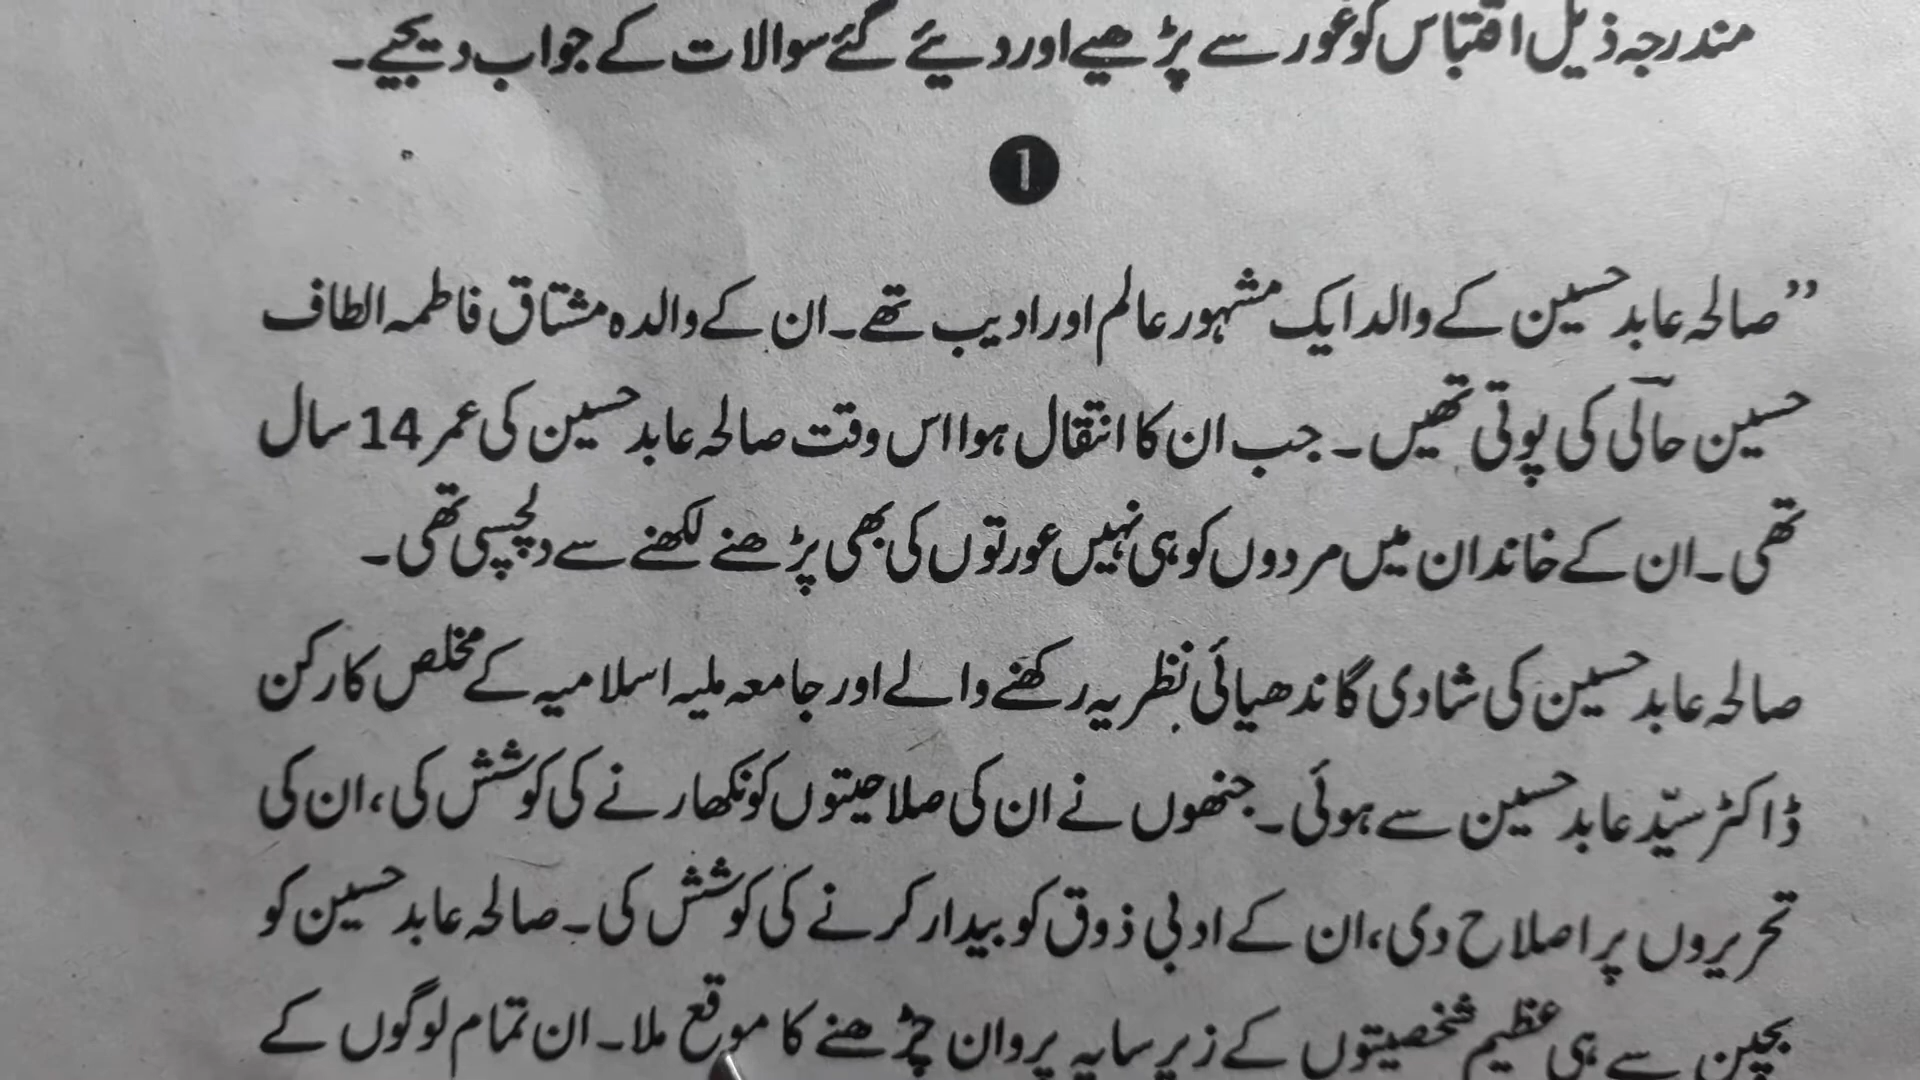 مندرجہ ذیل اقتباس کو غور سے پڑھیے اور دیئے گئے سوالات کے جواب دیجیے۔
1
”صالحہ عابد حسین کے والد ایک مشہور عالم اور ادیب تھے۔ ان کے والدہ مشتاق فاطمہ الطاف
حسین حالؔی کی پوتی تھیں۔ جب ان کا انتقال ہوا اس وقت صالحہ عابد حسین کی عمر 14 سال
تھی۔ ان کے خاندان میں مردوں کو ہی نہیں عورتوں کی بھی پڑھنے لکھنے سے دلچسپی تھی۔
صالحہ عابد حسین کی شادی گاندھیائی نظریہ رکھنے والے اور جامعہ ملیہ اسلامیہ کے مخلص کارکن
ڈاکٹر سیّد عابد حسین سے ہوئی۔ جنھوں نے ان کی صلاحیتوں کو نکھارنے کی کوشش کی، ان کی
تحریروں پر اصلاح دی، ان کے ادبی ذوق کو بیدار کرنے کی کوشش کی۔ صالحہ عابد حسین کو
بچپن سے ہی عظیم شخصیتوں کے زیر سایہ پروان چڑھنے کا موقع ملا۔ ان تمام لوگوں کے